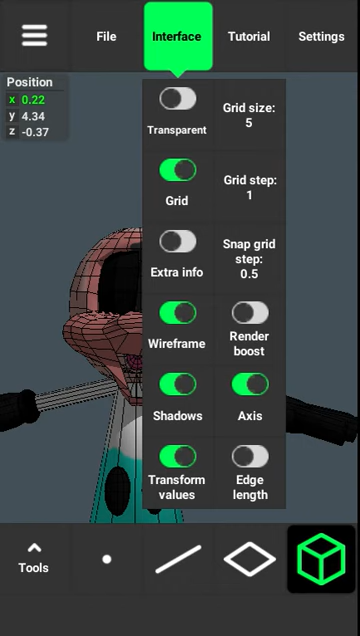 File
Interface
Tutorial
Settings
Position
x 0.22
y 4.34
z -0.37
Transparent
Grid size:
5
Grid
Grid step:
1
Extra info
Snap grid
step:
0.5
Wireframe
Render
boost
Shadows
Axis
Transform
values
Edge
length
Tools